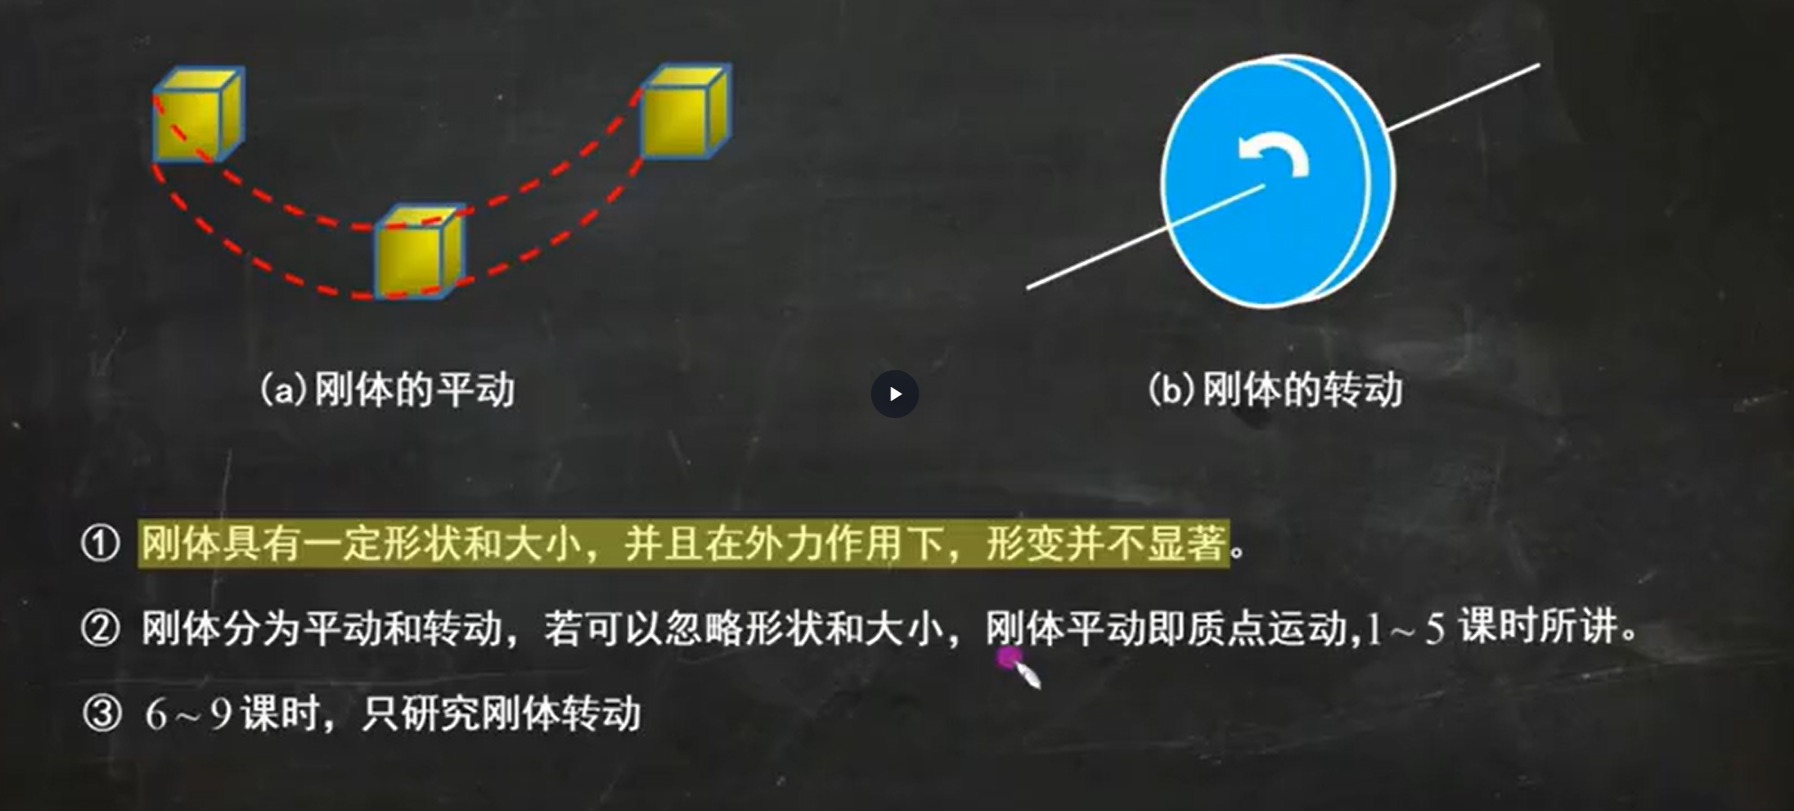 (a)刚体的平动
(b)刚体的转动
① 刚体具有一定形状和大小，并且在外力作用下，形变并不显著。
② 刚体分为平动和转动，若可以忽略形状和大小，刚体平动即质点运动,1~5 课时所讲。
③ 6~9课时，只研究刚体转动